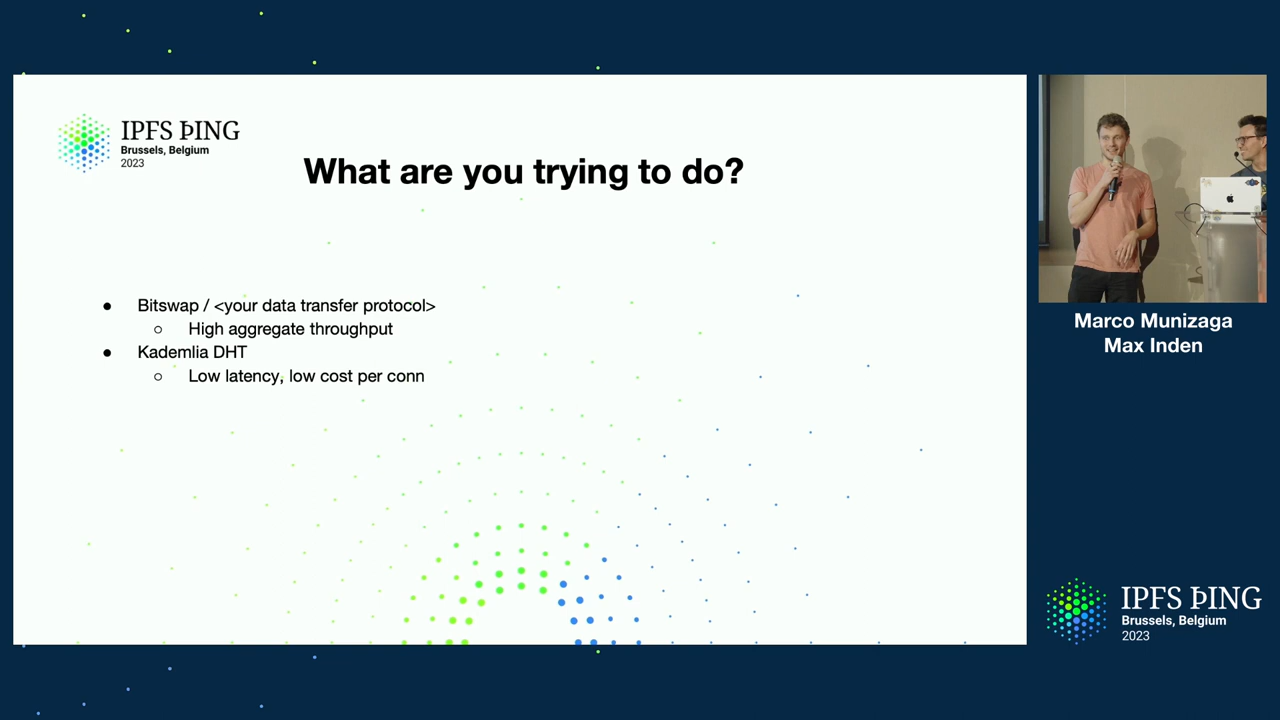 IPFS ÞING
Brussels, Belgium
2023
What are you trying to do?
● Bitswap / <your data transfer protocol>
○ High aggregate throughput
● Kademlia DHT
○ Low latency, low cost per conn
Marco Munizaga
Max Inden
IPFS ÞING
Brussels, Belgium
2023